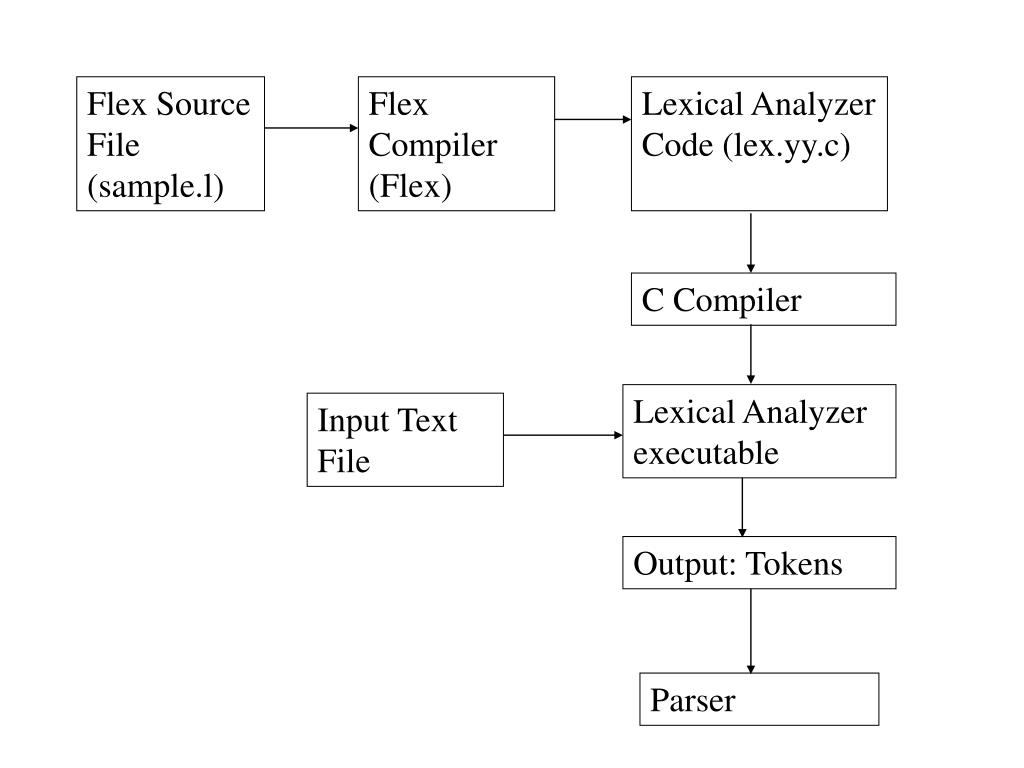 Flex Source
File
(sample.l)
Flex
Compiler
(Flex)
Lexical Analyzer
Code (lex.yy.c)
C Compiler
Input Text
File
Lexical Analyzer
executable
Output: Tokens
Parser